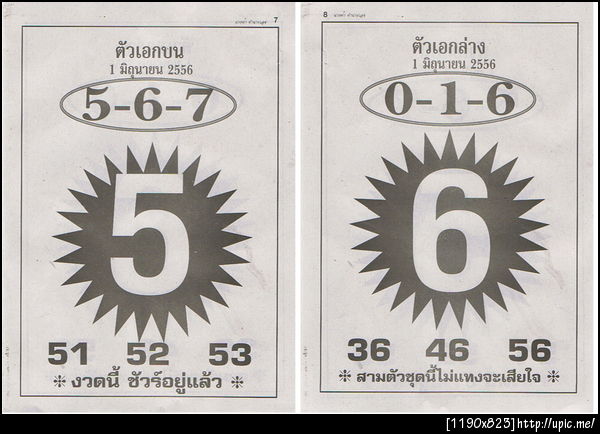 7
ตัวเอกบน
1 มิถุนายน 2556
5-6-7
5
51 52 53
❉ งวดนี้ ชัวร์อยู่แล้ว ❉
8
ตัวเอกล่าง
1 มิถุนายน 2556
0-1-6
6
36 46 56
❉ สามตัวชุดนี้ไม่แทงจะเสียใจ ❉
[1190x823]http://upic.me/